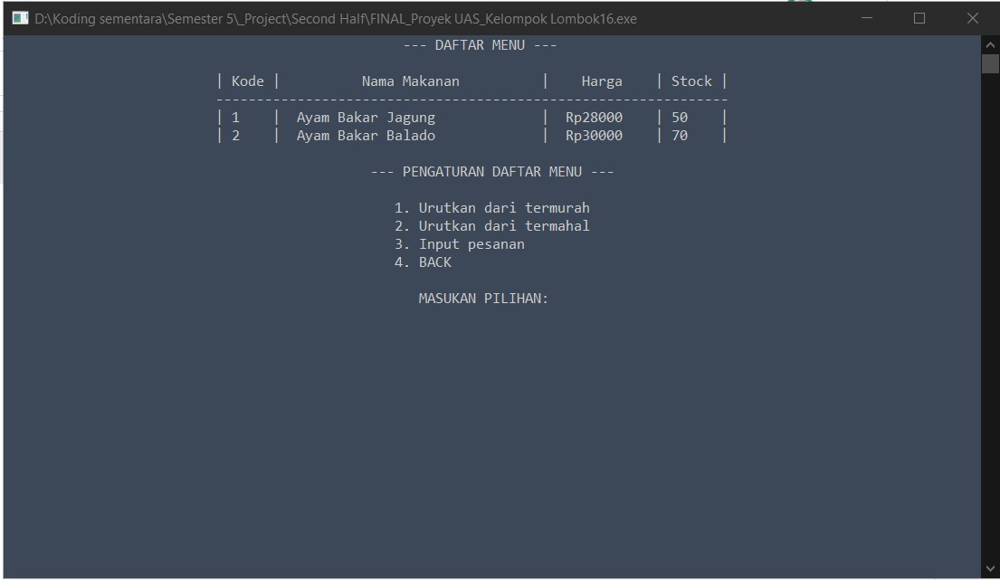 D:\Koding sementara\Semester 5\_Project\Second Half\FINAL_Proyek UAS_Kelompok Lombok16.exe
--- DAFTAR MENU ---
| Kode | Nama Makanan | Harga | Stock |
---------------------------------------------------------------
| 1 | Ayam Bakar Jagung | Rp28000 | 50 |
| 2 | Ayam Bakar Balado | Rp30000 | 70 |
--- PENGATURAN DAFTAR MENU ---
1. Urutkan dari termurah
2. Urutkan dari termahal
3. Input pesanan
4. BACK
MASUKAN PILIHAN: